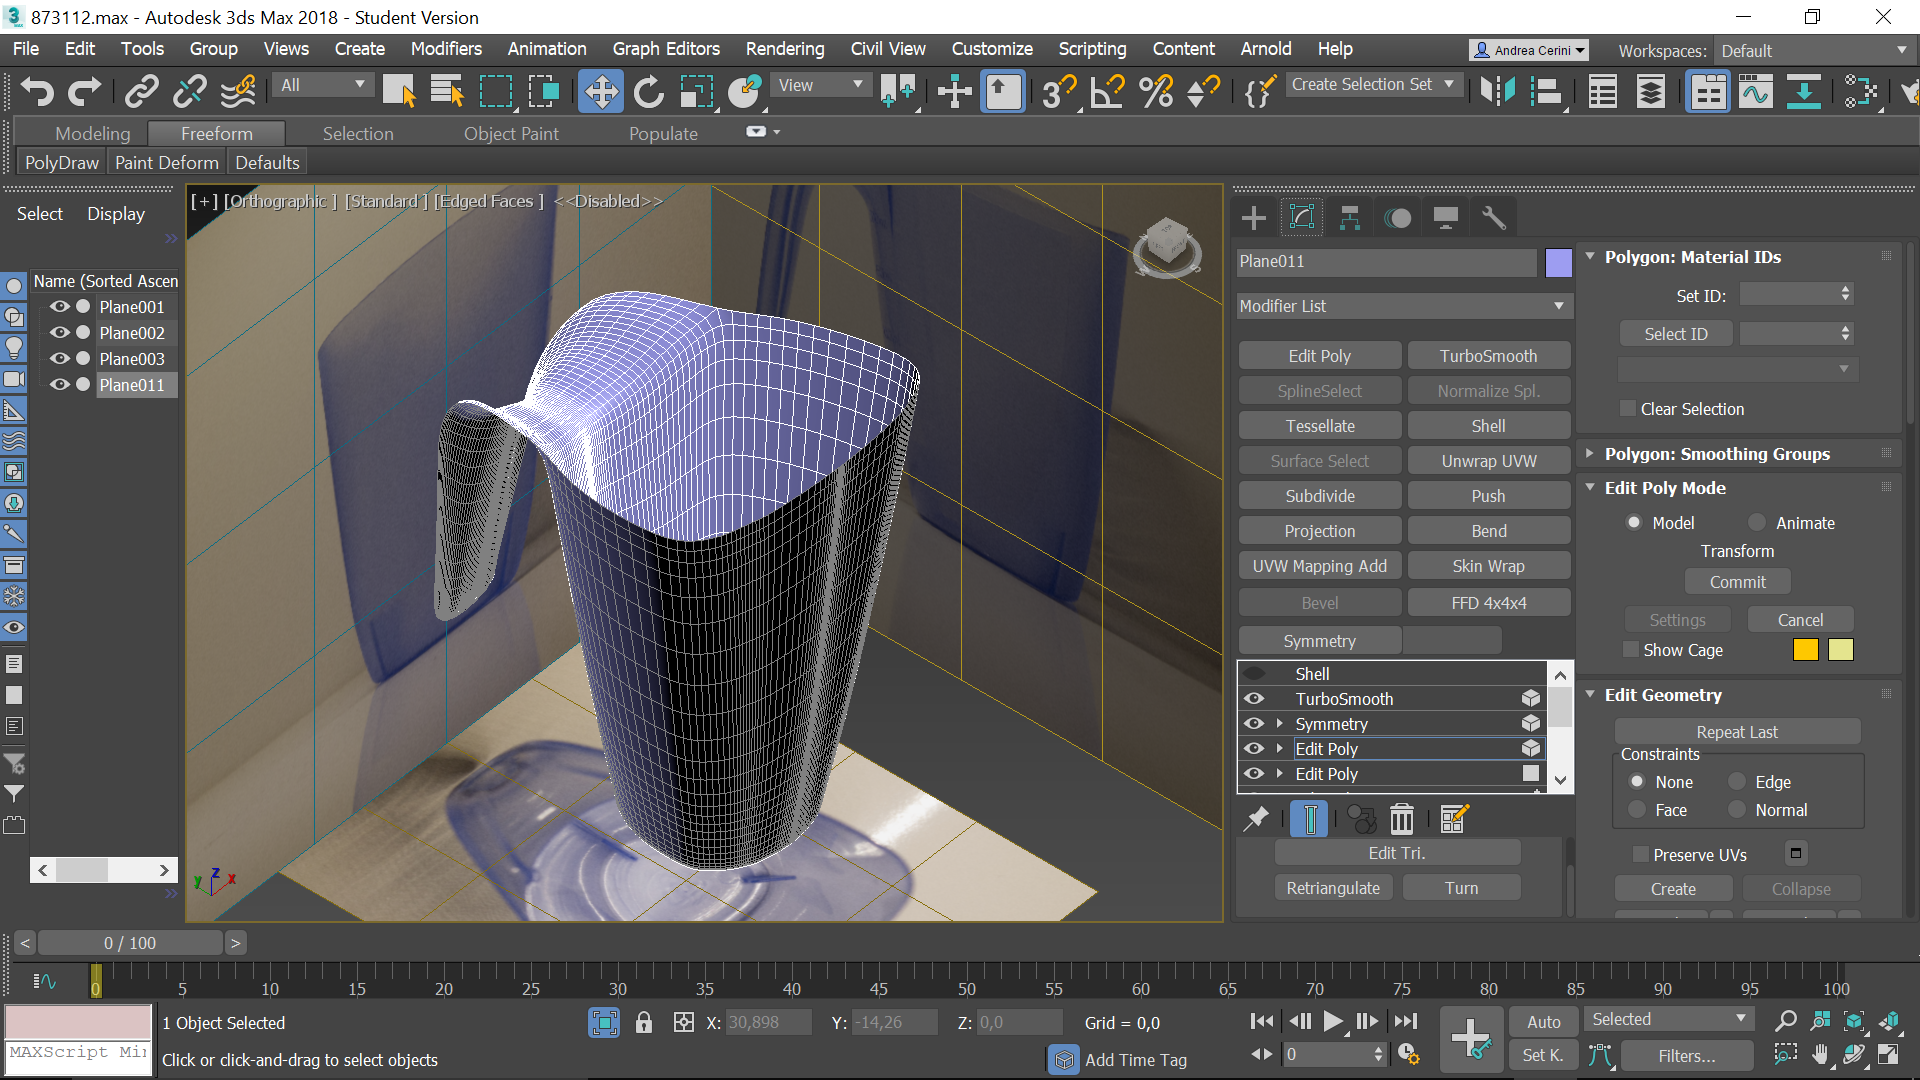 873112.max - Autodesk 3ds Max 2018 - Student Version
File Edit Tools Group Views Create Modifiers Animation Graph Editors Rendering Civil View Customize Scripting Content Arnold Help
Andrea Cerini
Workspaces: Default
All
View
3
Create Selection Set
Modeling Freeform Selection Object Paint Populate
PolyDraw Paint Deform Defaults
Select Display
Name (Sorted Ascen
Plane001
Plane002
Plane003
Plane011
[+] [Orthographic ] [Standard ] [Edged Faces ] <<Disabled>>
z
y
x
Plane011
Modifier List
Edit Poly TurboSmooth
SplineSelect Normalize Spl.
Tessellate Shell
Surface Select Unwrap UVW
Subdivide Push
Projection Bend
UVW Mapping Add Skin Wrap
Bevel FFD 4x4x4
Symmetry
Shell
TurboSmooth
Symmetry
Edit Poly
Edit Poly
Edit Tri.
Retriangulate Turn
Polygon: Material IDs
Set ID:
Select ID
Clear Selection
Polygon: Smoothing Groups
Edit Poly Mode
Model Animate
Transform
Commit
Settings Cancel
Show Cage
Edit Geometry
Repeat Last
Constraints
None Edge
Face Normal
Preserve UVs
Create Collapse
< 0 / 100 >
0 5 10 15 20 25 30 35 40 45 50 55 60 65 70 75 80 85 90 95 100
1 Object Selected
X: 30,898 Y: -14,26 Z: 0,0 Grid = 0,0
Auto Selected
MAXScript Mi
Click or click-and-drag to select objects
Add Time Tag
0
Set K. Filters...